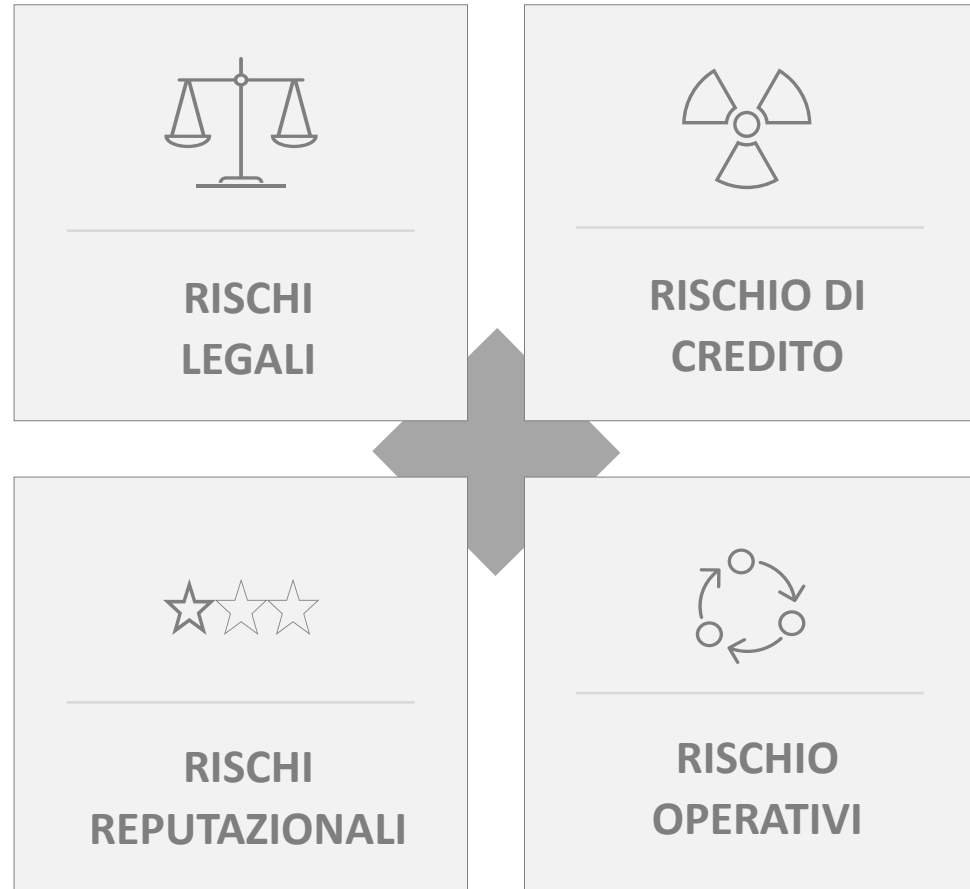 RISCHI
LEGALI
RISCHIO DI
CREDITO
RISCHI
REPUTAZIONALI
RISCHIO
OPERATIVI